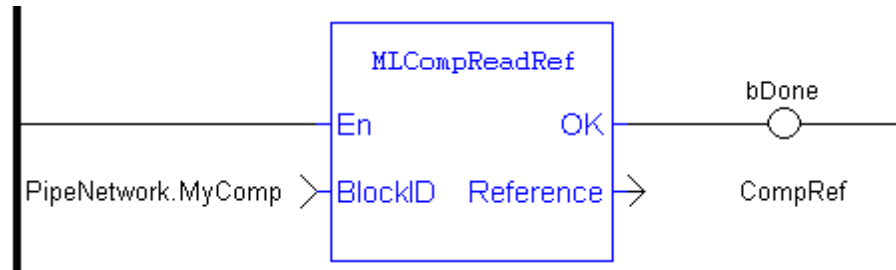 MLCompReadRef
bDone
En OK
PipeNetwork.MyComp BlockID Reference CompRef